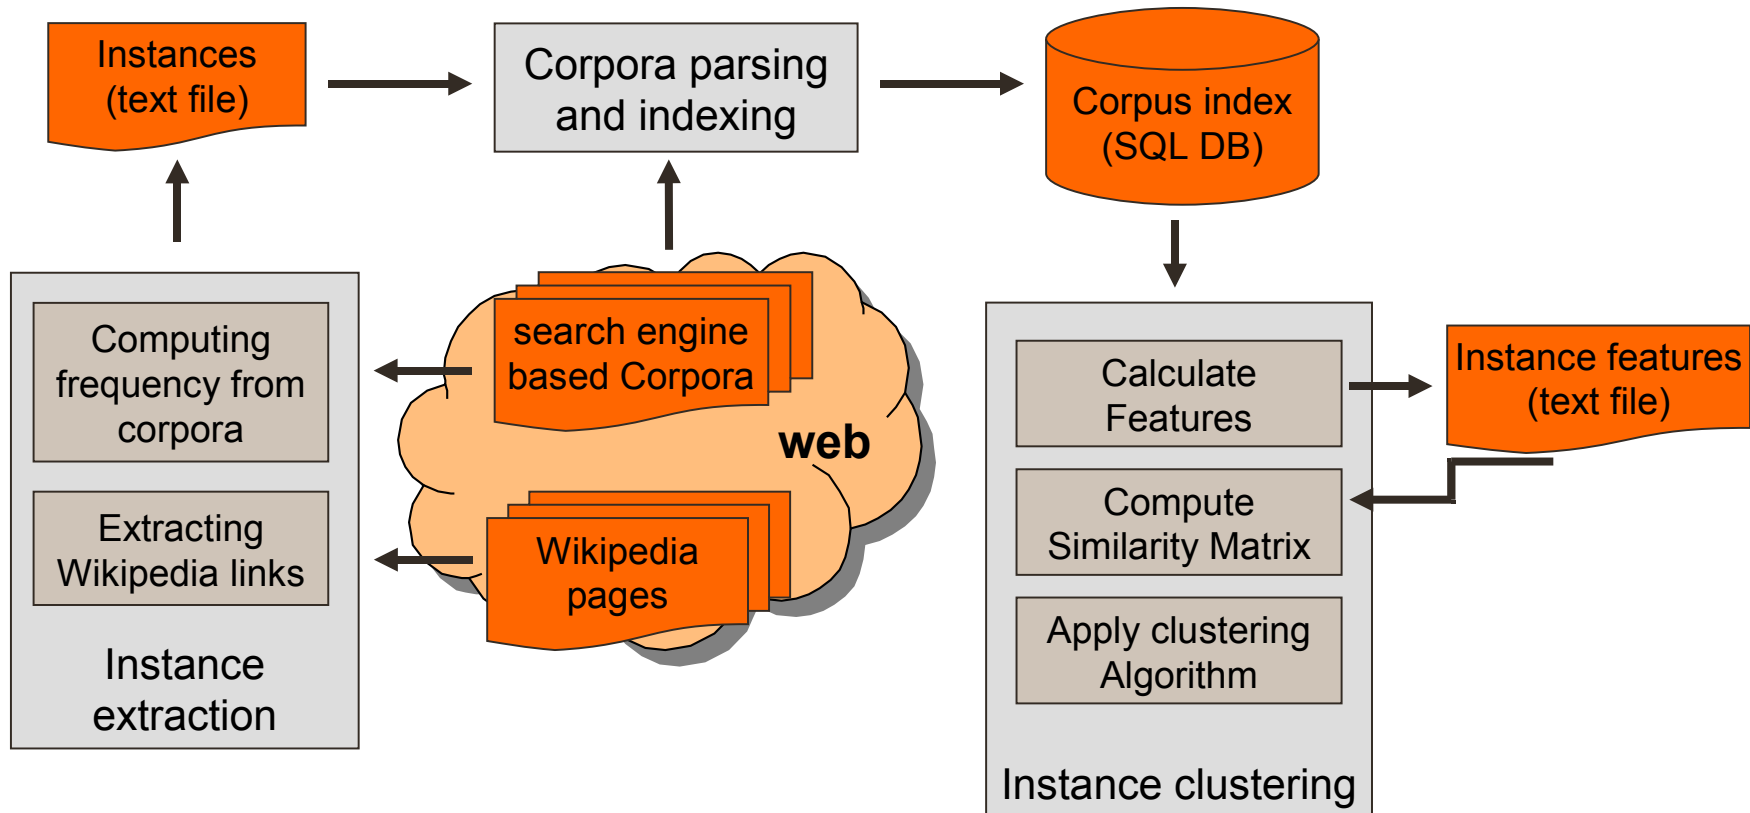 Instances
(text file)
Corpora parsing
and indexing
Corpus index
(SQL DB)
Computing
frequency from
corpora
Extracting
Wikipedia links
Instance
extraction
search engine
based Corpora
web
Wikipedia
pages
Calculate
Features
Compute
Similarity Matrix
Apply clustering
Algorithm
Instance clustering
Instance features
(text file)